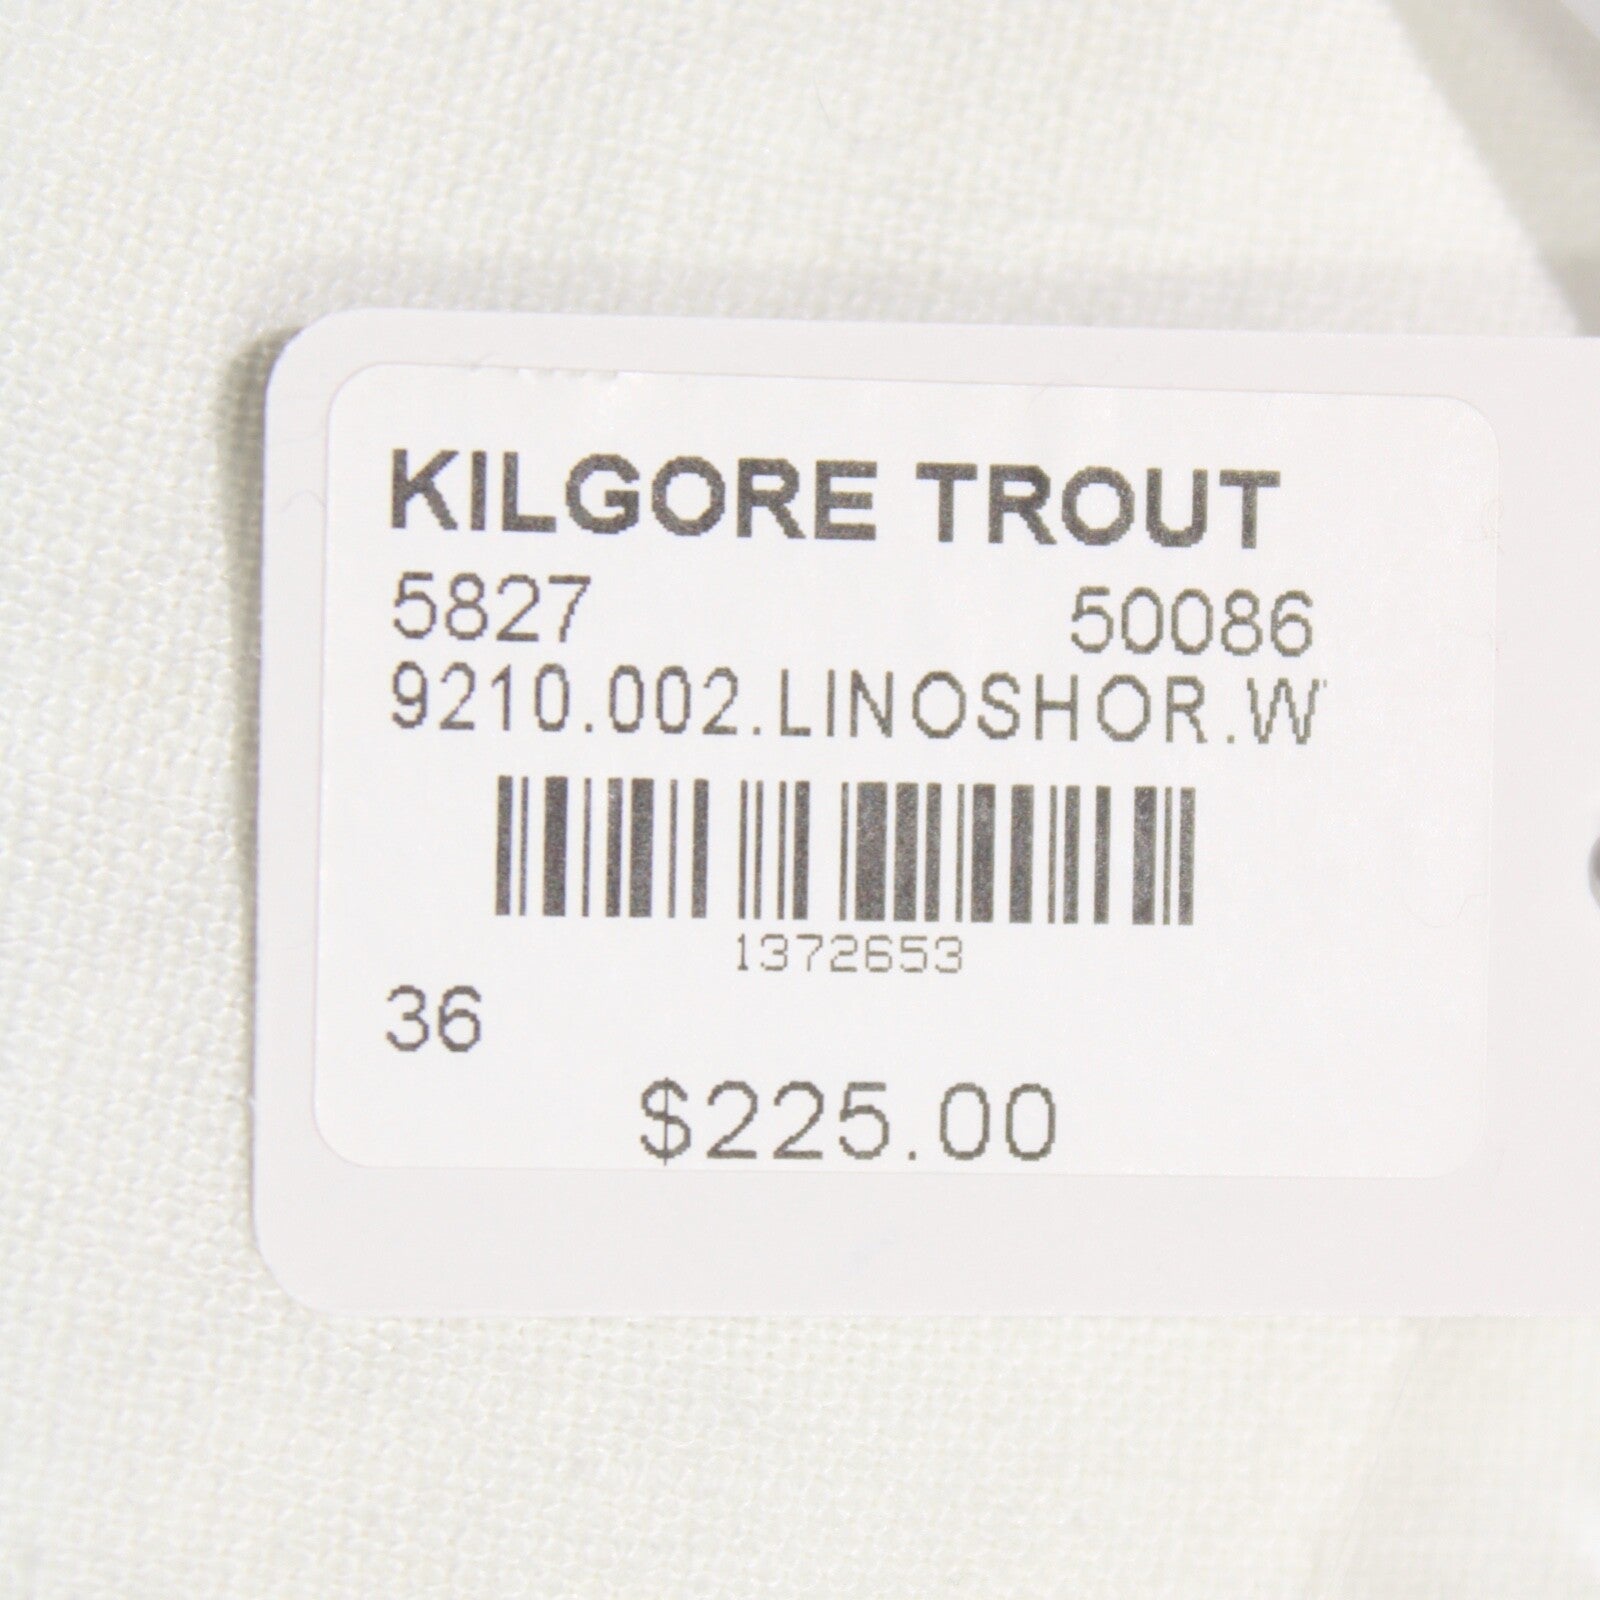 KILGORE TROUT
5827 50086
9210.002.LINOSHOR.W
1372653
36
$225.00